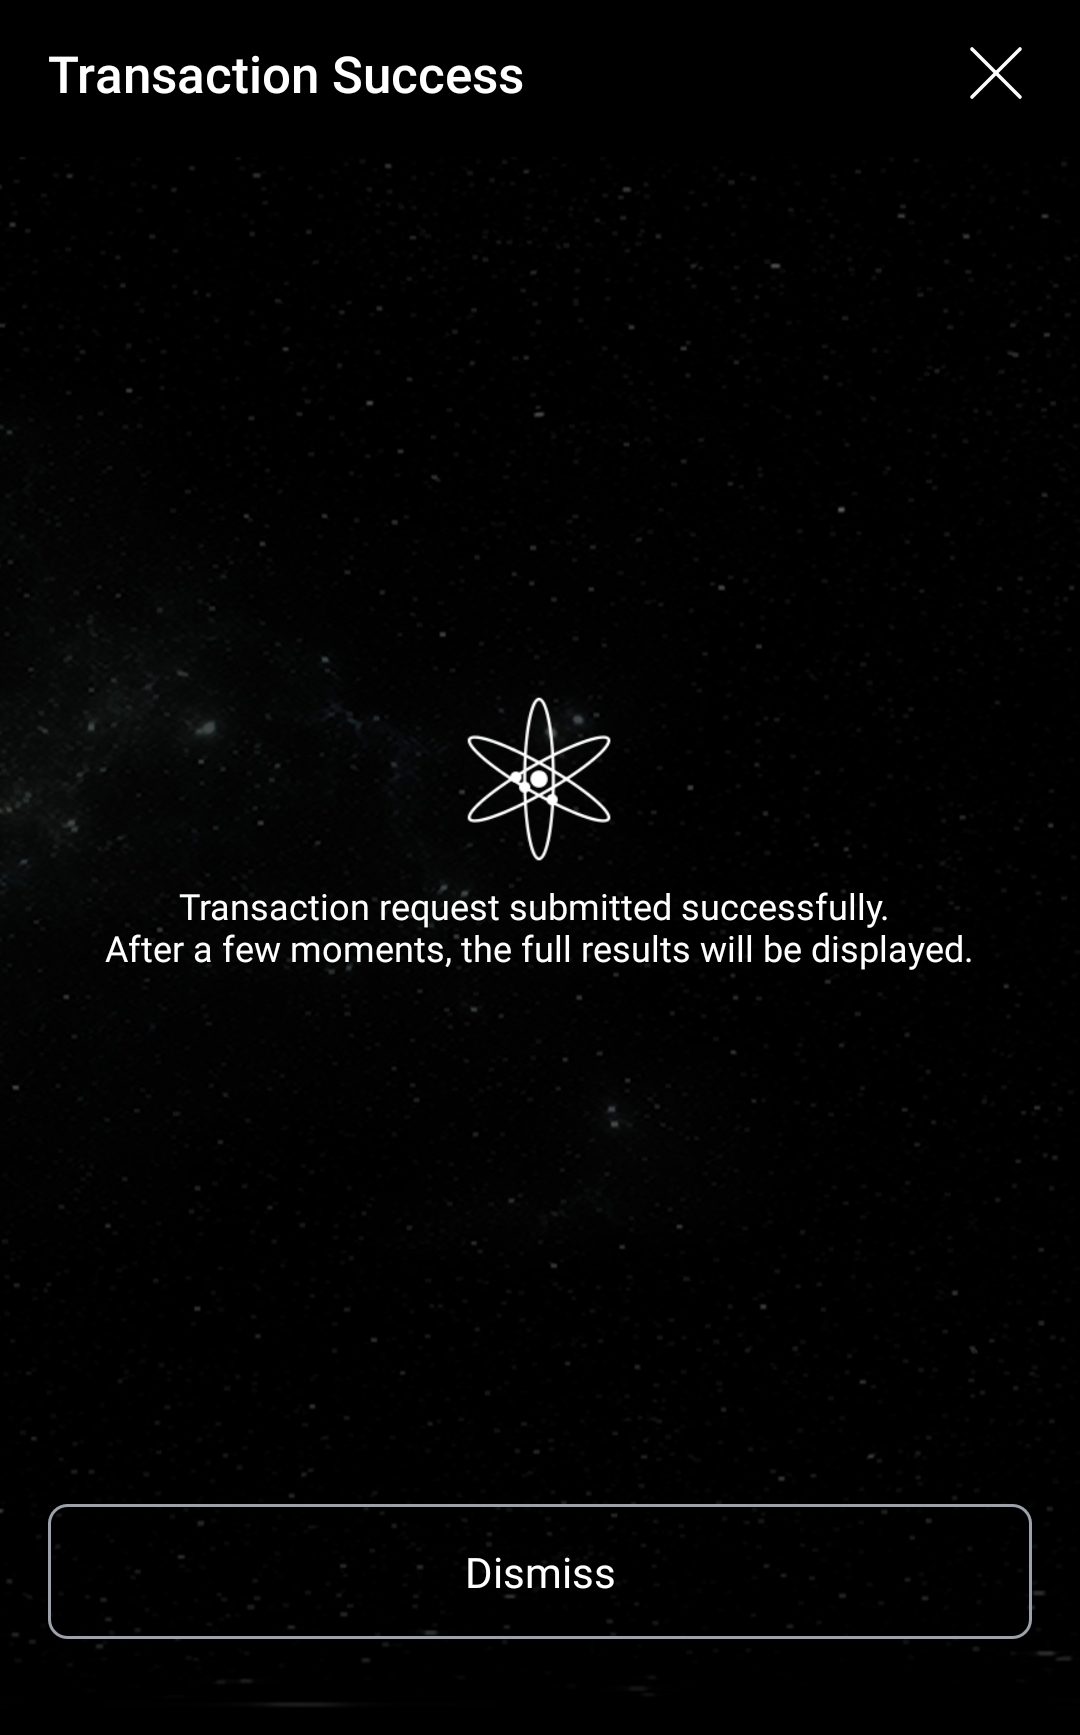 Transaction Success
Transaction request submitted successfully.
After a few moments, the full results will be displayed.
Dismiss